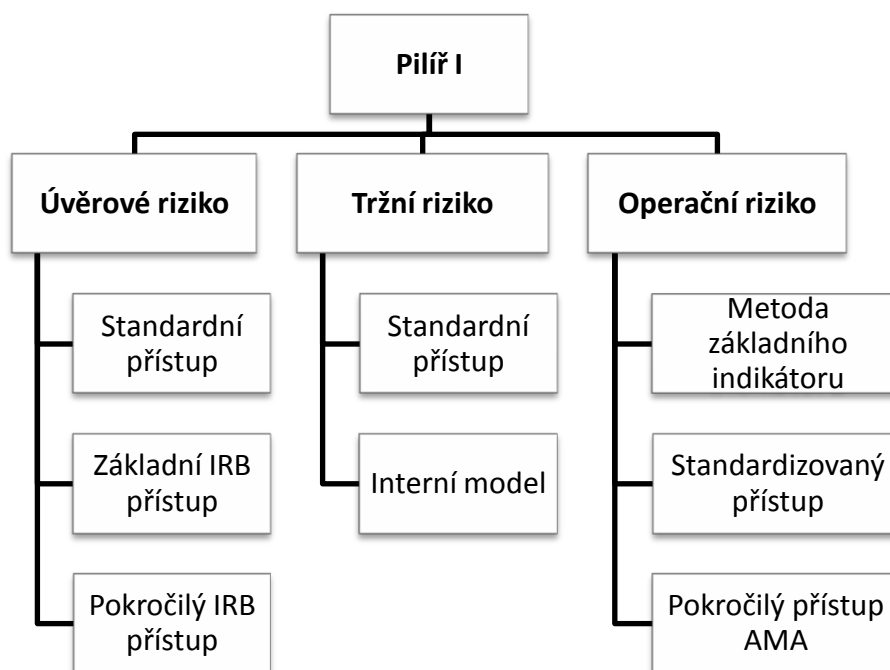 Pilíř I
Úvěrové riziko
Standardní
přístup
Základní IRB
přístup
Pokročilý IRB
přístup
Tržní riziko
Standardní
přístup
Interní model
Operační riziko
Metoda
základního
indikátoru
Standardizovaný
přístup
Pokročilý přístup
AMA